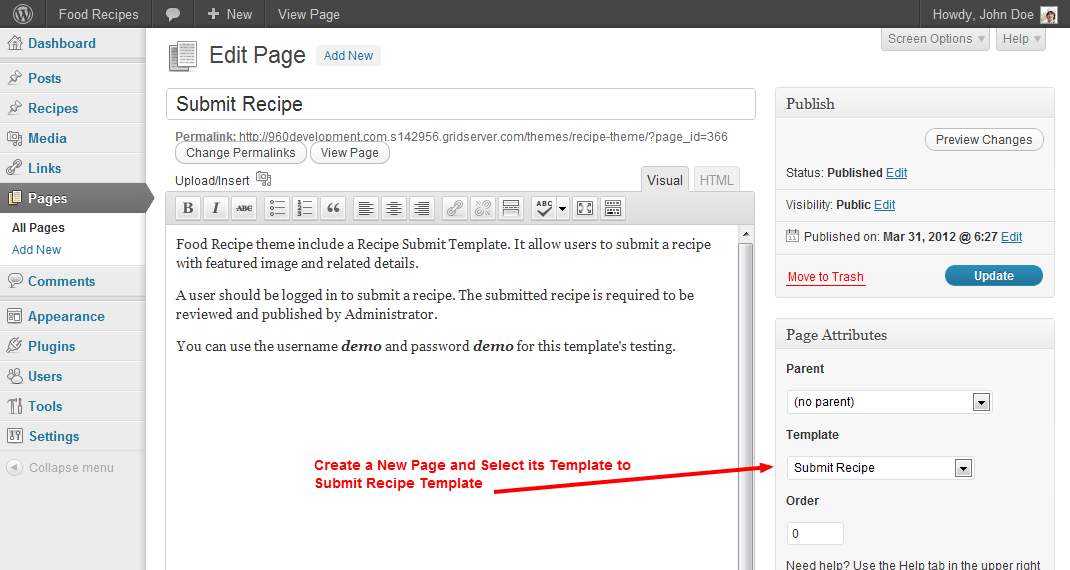 Food Recipes
New
View Page
Howdy, John Doe
Dashboard
Posts
Recipes
Media
Links
Pages
All Pages
Add New
Comments
Appearance
Plugins
Users
Tools
Settings
Collapse menu
Screen Options
Help
Edit Page
Add New
Submit Recipe
Permalink: http://960development.com.s142956.gridserver.com/themes/recipe-theme/?page_id=366
Change Permalinks
View Page
Upload/Insert
Visual
HTML
B
I
ABC
ABC
Food Recipe theme include a Recipe Submit Template. It allow users to submit a recipe
with featured image and related details.
A user should be logged in to submit a recipe. The submitted recipe is required to be
reviewed and published by Administrator.
You can use the username demo and password demo for this template's testing.
Create a New Page and Select its Template to
Submit Recipe Template
Publish
Preview Changes
Status: Published Edit
Visibility: Public Edit
Published on: Mar 31, 2012 @ 6:27 Edit
Move to Trash
Update
Page Attributes
Parent
(no parent)
Template
Submit Recipe
Order
0
Need help? Use the Help tab in the upper right